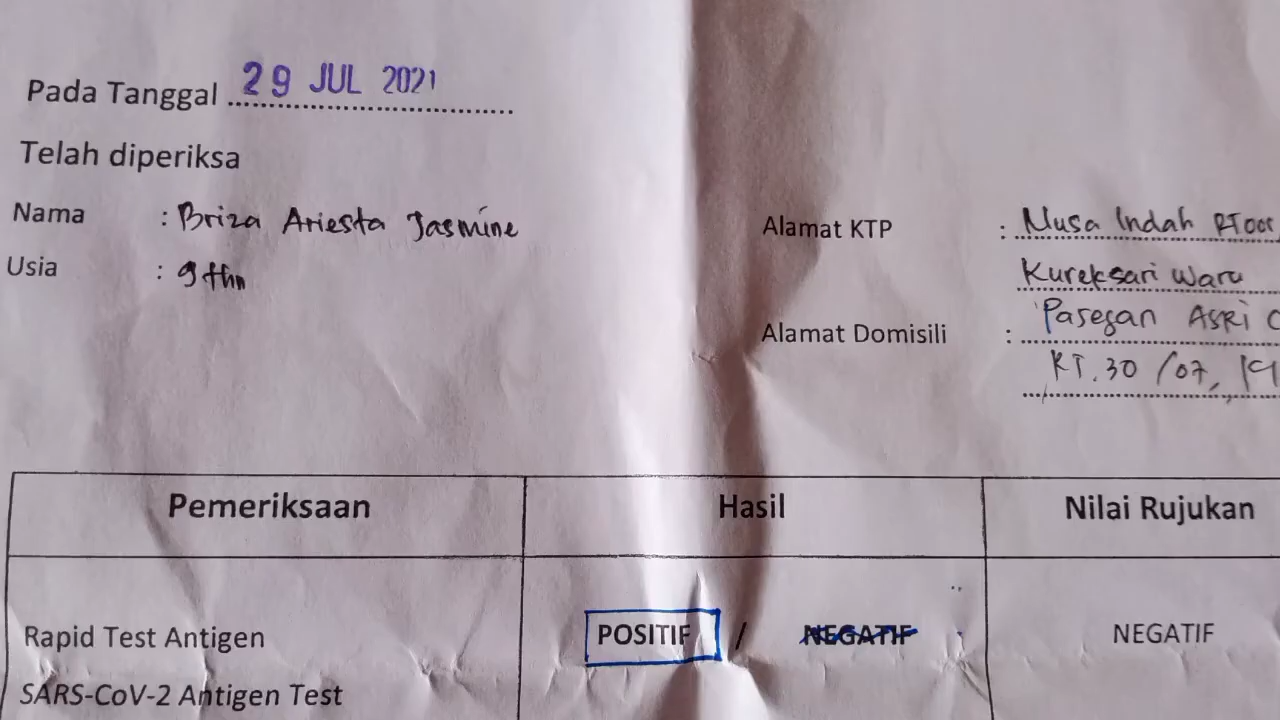 Pada Tanggal 29 JUL 2021
Telah diperiksa
Nama : Briza Ariesta Jasmine
Usia : 9 thn
Alamat KTP : Nusa Indah
Kureksari Waru
Alamat Domisili : Pasegan ASRI
RT. 30 / 07,
Pemeriksaan Hasil Nilai Rujukan
Rapid Test Antigen POSITIF / NEGATIF NEGATIF
SARS-CoV-2 Antigen Test